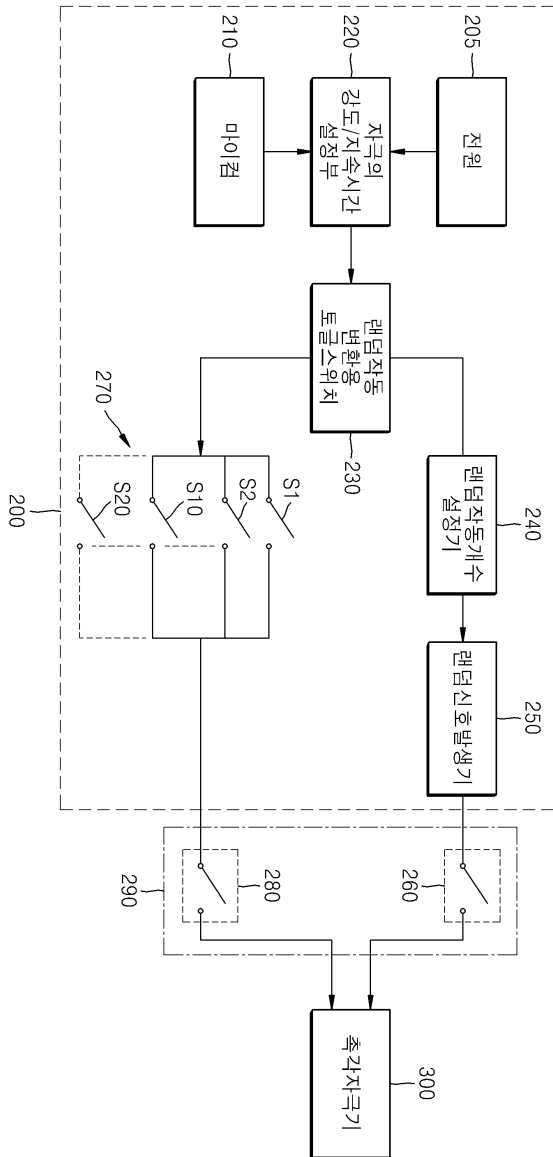 205
전원
220
자극의
강도/지속시간
설정부
210
마이컴
랜덤작동
변환용
토글스위치
230
랜덤작동개수
설정기
240
랜덤신호발생기
250
S1
S2
S10
S20
270
200
260
280
290
촉각자극기
300